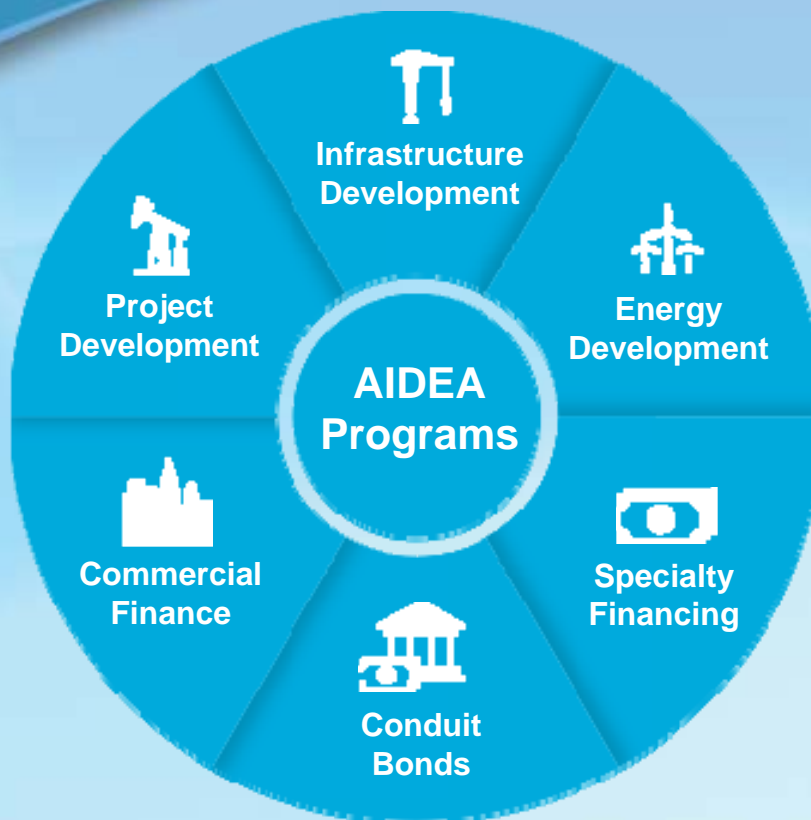 Infrastructure
Development
Project
Development
Energy
Development
AIDEA
Programs
Commercial
Finance
Specialty
Financing
Conduit
Bonds